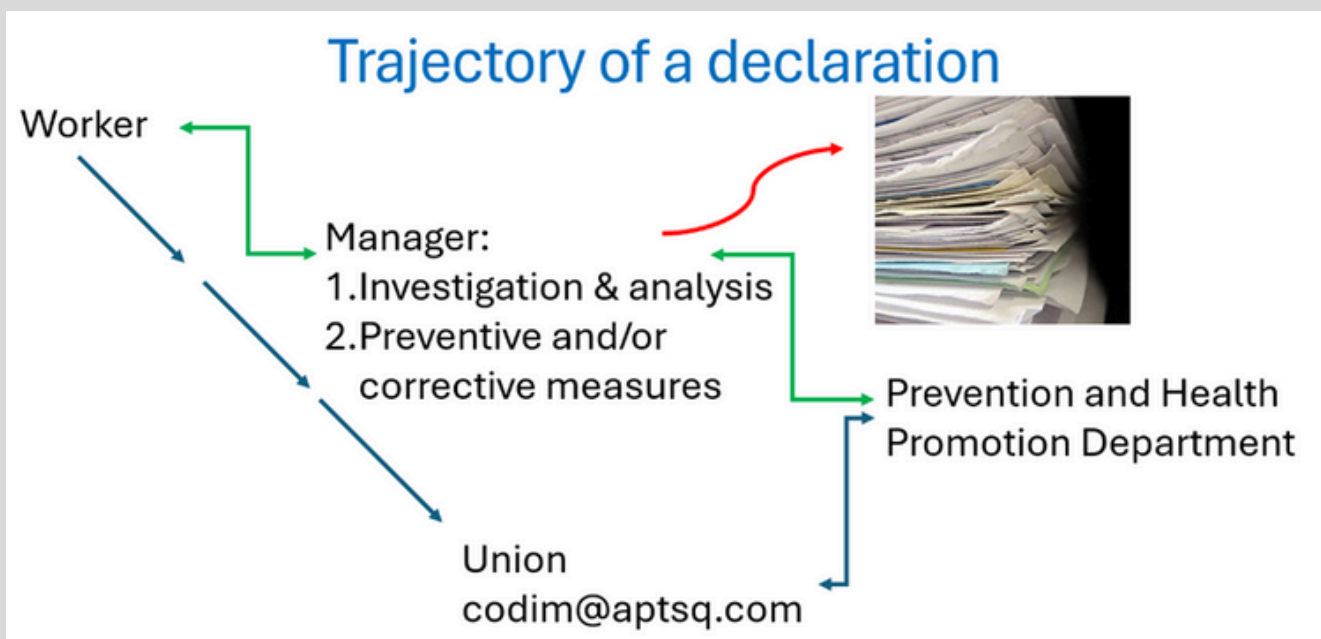 Trajectory of a declaration
Worker
Manager:
1.Investigation & analysis
2.Preventive and/or
corrective measures
Prevention and Health
Promotion Department
Union
codim@aptsq.com